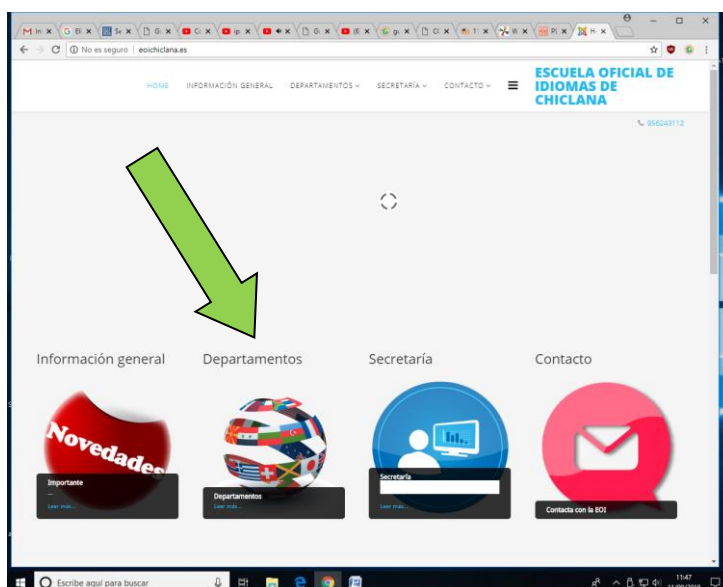 No es seguro | eoichiclana.es
HOME INFORMACIÓN GENERAL DEPARTAMENTOS SECRETARÍA CONTACTO
ESCUELA OFICIAL DE
IDIOMAS DE
CHICLANA
956243112
Información general Departamentos Secretaría Contacto
Novedades
Importante
...
Leer más...
Departamentos
Leer más...
Secretaría
Leer más...
Contacta con la EOI
Escribe aquí para buscar
11:47